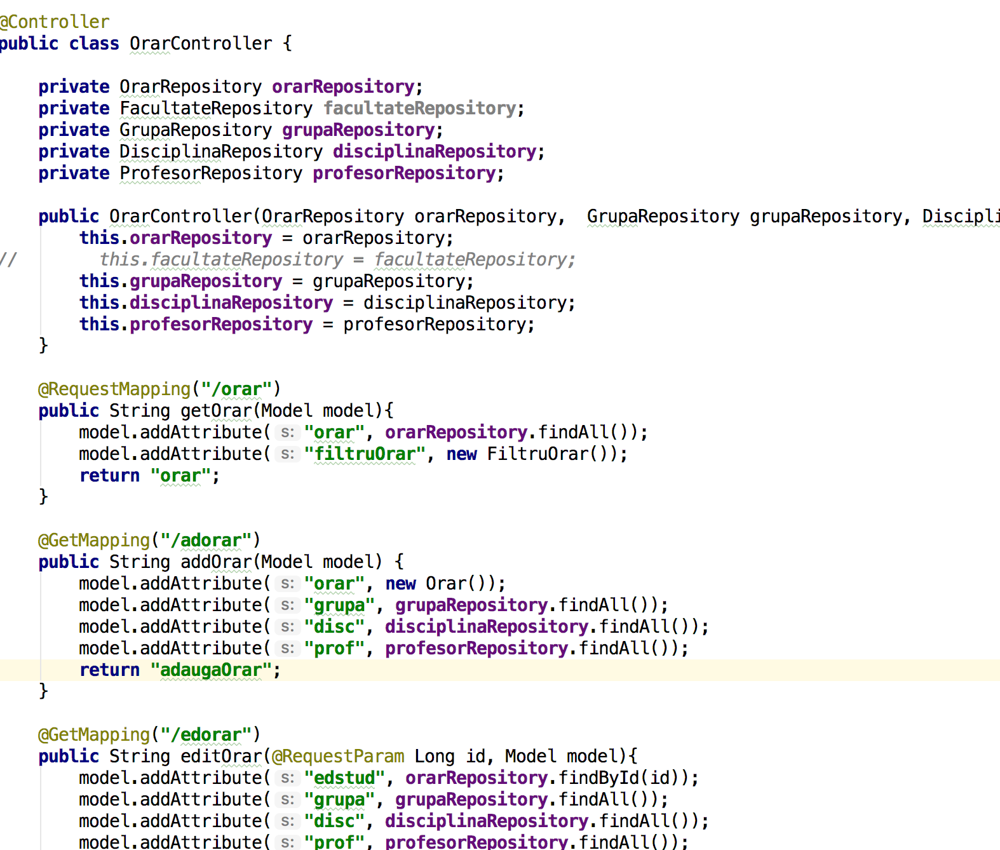 @Controller
public class OrarController {
private OrarRepository orarRepository;
private FacultateRepository facultateRepository;
private GrupaRepository grupaRepository;
private DisciplinaRepository disciplinaRepository;
private ProfesorRepository profesorRepository;
public OrarController(OrarRepository orarRepository,  GrupaRepository grupaRepository, Discipli
this.orarRepository = orarRepository;
//        this.facultateRepository = facultateRepository;
this.grupaRepository = grupaRepository;
this.disciplinaRepository = disciplinaRepository;
this.profesorRepository = profesorRepository;
}
@RequestMapping("/orar")
public String getOrar(Model model){
model.addAttribute( s: "orar", orarRepository.findAll());
model.addAttribute( s: "filtruOrar", new FiltruOrar());
return "orar";
}
@GetMapping("/adorar")
public String addOrar(Model model) {
model.addAttribute( s: "orar", new Orar());
model.addAttribute( s: "grupa", grupaRepository.findAll());
model.addAttribute( s: "disc", disciplinaRepository.findAll());
model.addAttribute( s: "prof", profesorRepository.findAll());
return "adaugaOrar";
}
@GetMapping("/edorar")
public String editOrar(@RequestParam Long id, Model model){
model.addAttribute( s: "edstud", orarRepository.findById(id));
model.addAttribute( s: "grupa", grupaRepository.findAll());
model.addAttribute( s: "disc", disciplinaRepository.findAll());
model.addAttribute( s: "prof", profesorRepository.findAll());